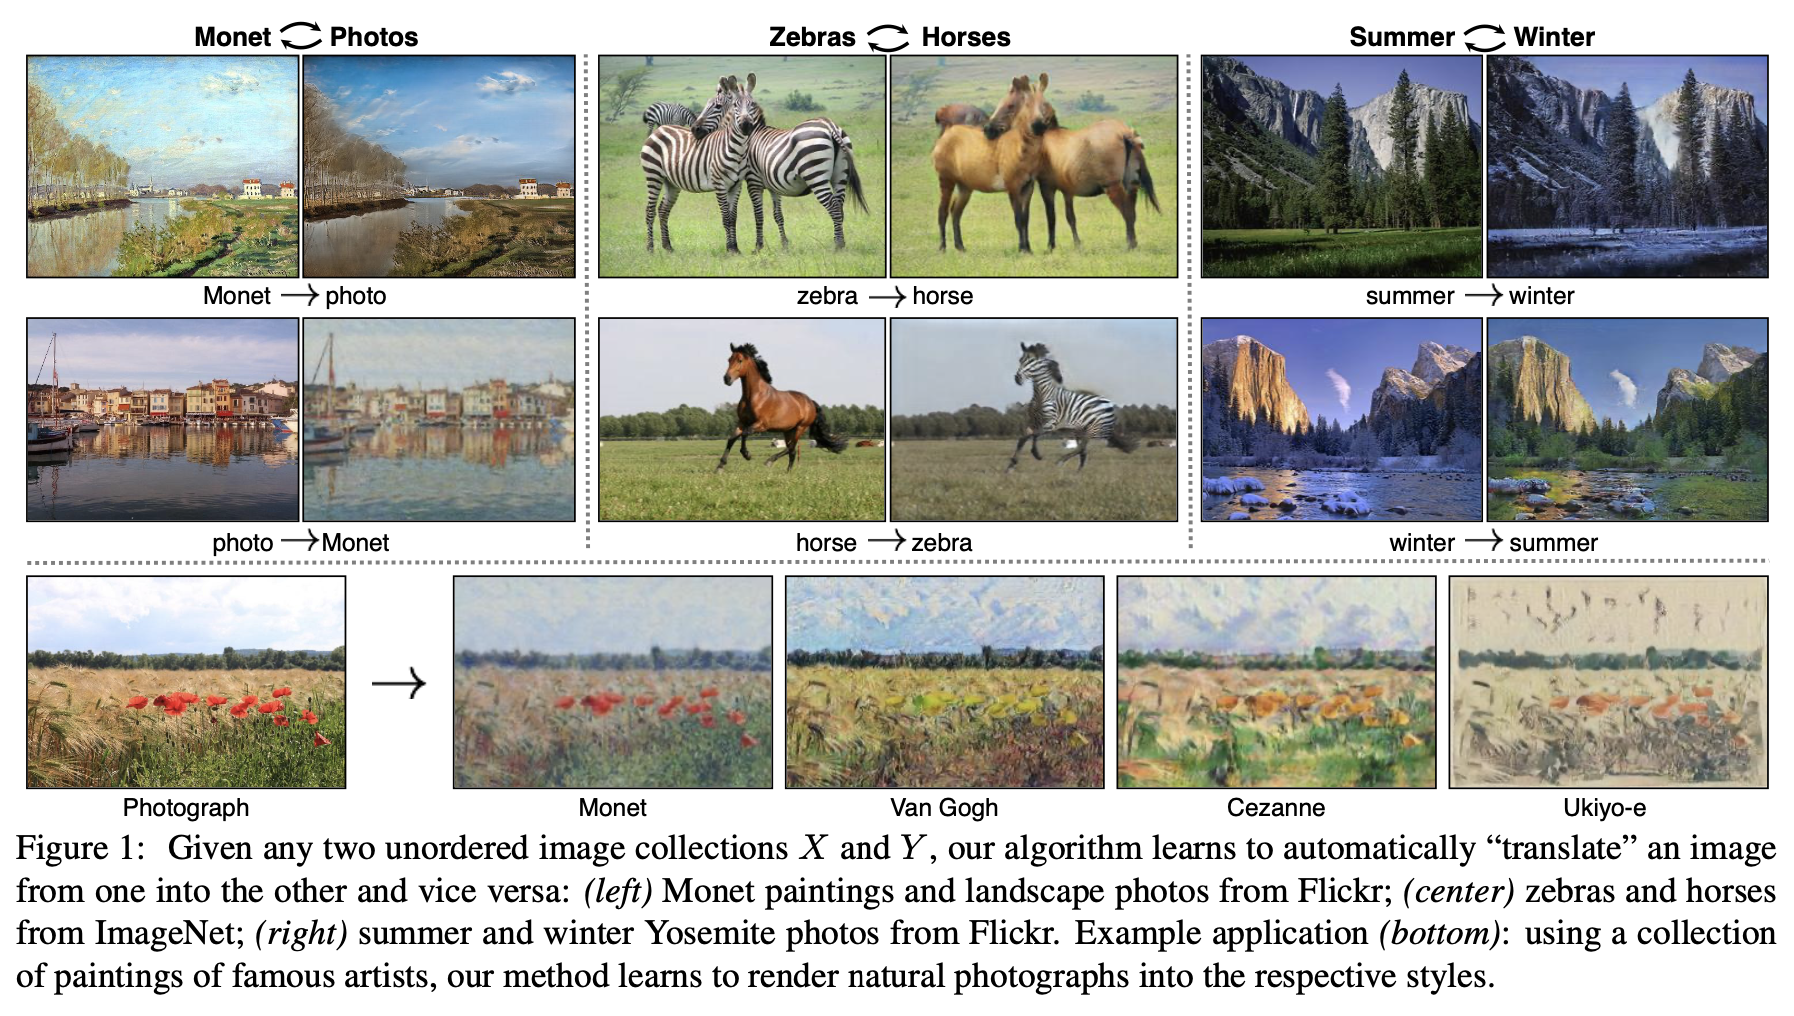 Monet ⇄ Photos
Zebras ⇄ Horses
Summer ⇄ Winter
Monet → photo
zebra → horse
summer → winter
photo → Monet
horse → zebra
winter → summer
Photograph
Monet
Van Gogh
Cezanne
Ukiyo-e
Figure 1: Given any two unordered image collections X and Y, our algorithm learns to automatically “translate” an image
from one into the other and vice versa: (left) Monet paintings and landscape photos from Flickr; (center) zebras and horses
from ImageNet; (right) summer and winter Yosemite photos from Flickr. Example application (bottom): using a collection
of paintings of famous artists, our method learns to render natural photographs into the respective styles.